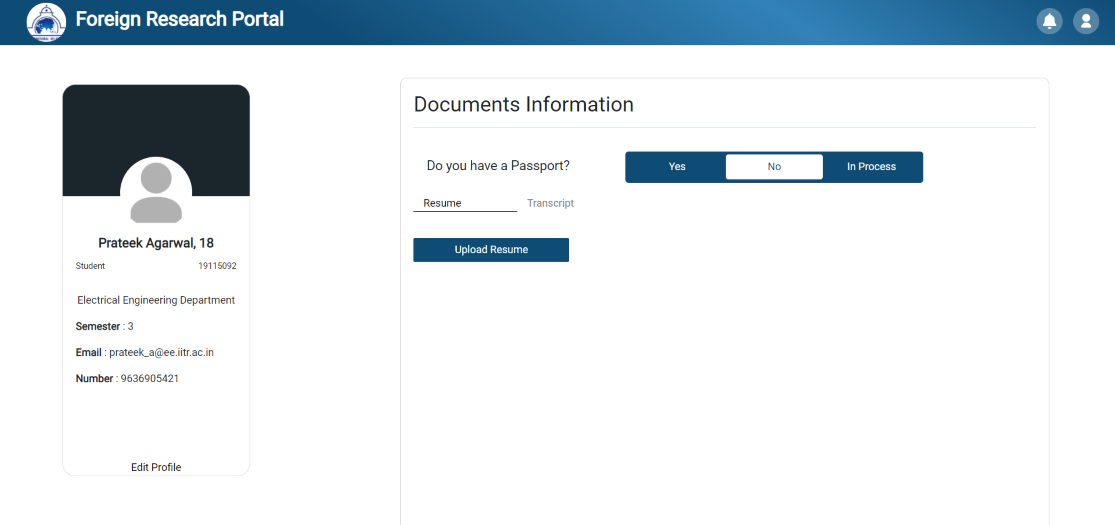 Foreign Research Portal
Prateek Agarwal, 18
Student 19115092
Electrical Engineering Department
Semester : 3
Email : prateek_a@ee.iitr.ac.in
Number : 9636905421
Edit Profile
Documents Information
Do you have a Passport? Yes No In Process
Resume Transcript
Upload Resume